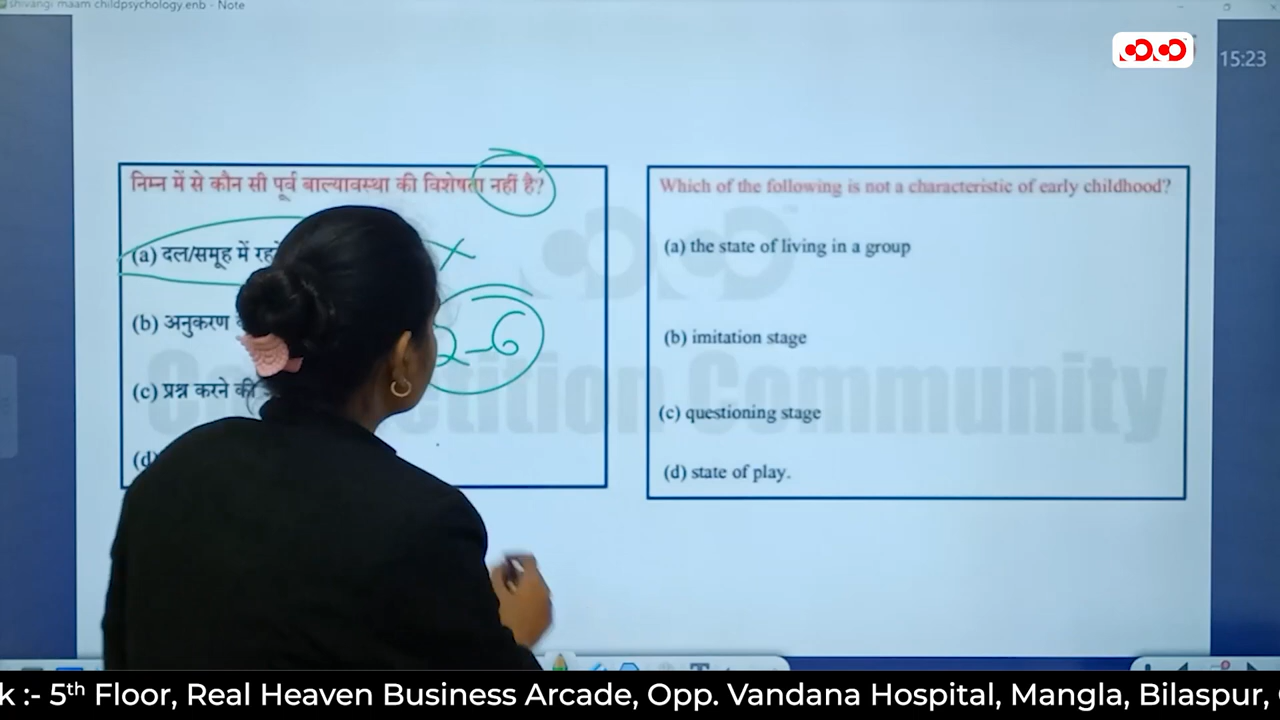 shivangi maam childpsychology.enb - Note
15:23
निम्न में से कौन सी पूर्व बाल्यावस्था की विशेषता नहीं है?
(a) दल/समूह में
(b) अनुकरण
(c) प्रश्न करने की
(d)
2-6
Which of the following is not a characteristic of early childhood?
(a) the state of living in a group
(b) imitation stage
(c) questioning stage
(d) state of play.
Competition Community
:- 5th Floor, Real Heaven Business Arcade, Opp. Vandana Hospital, Mangla, Bilaspur,